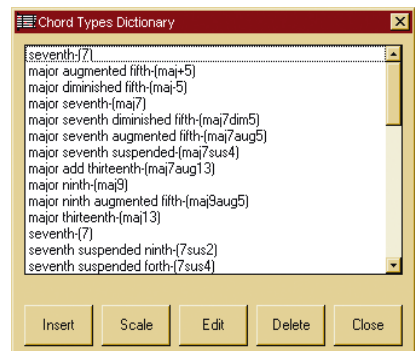 Chord Types Dictionary
seventh-(7)
major augmented fifth-(maj+5)
major diminished fifth-(maj-5)
major seventh-(maj7)
major seventh diminished fifth-(maj7dim5)
major seventh augmented fifth-(maj7aug5)
major seventh suspended-(maj7sus4)
major add thirteenth-(maj7aug13)
major ninth-(maj9)
major ninth augmented fifth-(maj9aug5)
major thirteenth-(maj13)
seventh-(7)
seventh suspended ninth-(7sus2)
seventh suspended forth-(7sus4)
Insert Scale Edit Delete Close